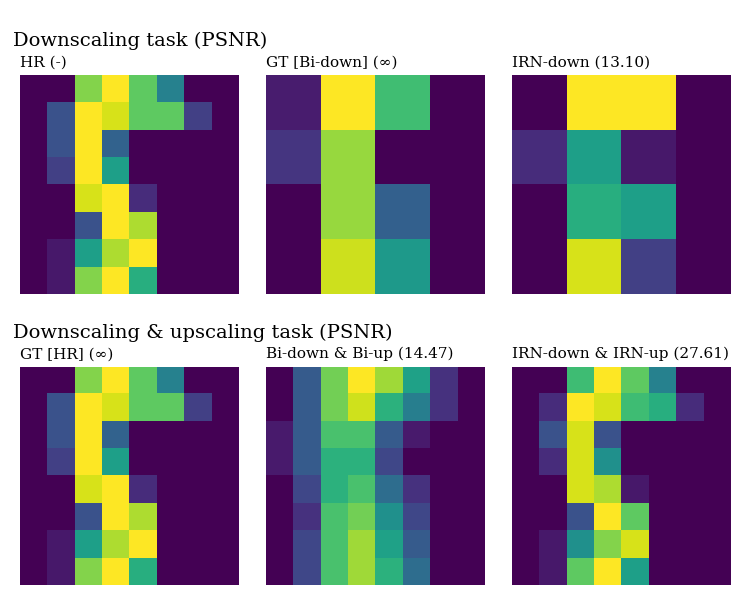 Downscaling task (PSNR)
HR (-)
GT [Bi-down] (∞)
IRN-down (13.10)
Downscaling & upscaling task (PSNR)
GT [HR] (∞)
Bi-down & Bi-up (14.47)
IRN-down & IRN-up (27.61)